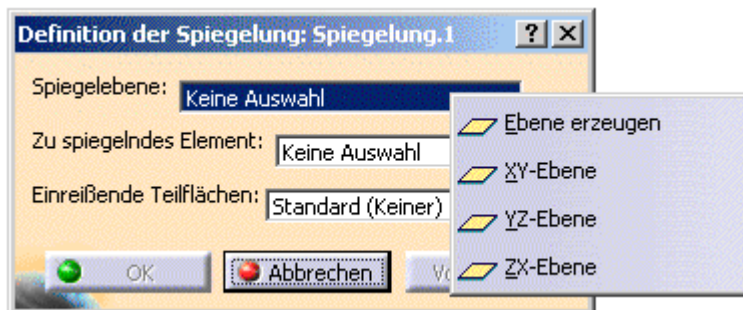 Definition der Spiegelung: Spiegelung.1
Spiegelebene: Keine Auswahl
Zu spiegelndes Element: Keine Auswahl
Einreißende Teilflächen: Standard (Keiner)
OK Abbrechen
Ebene erzeugen
XY-Ebene
YZ-Ebene
ZX-Ebene